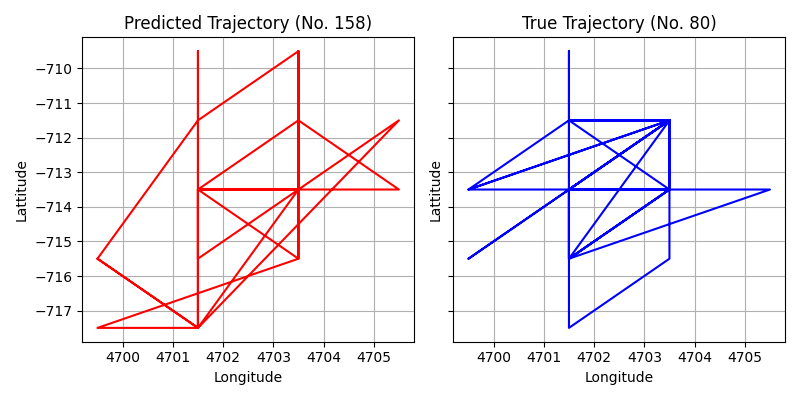 Predicted Trajectory (No. 158)
True Trajectory (No. 80)
Lattitude
−710
−711
−712
−713
−714
−715
−716
−717
4700 4701 4702 4703 4704 4705
Longitude
Lattitude
4700 4701 4702 4703 4704 4705
Longitude